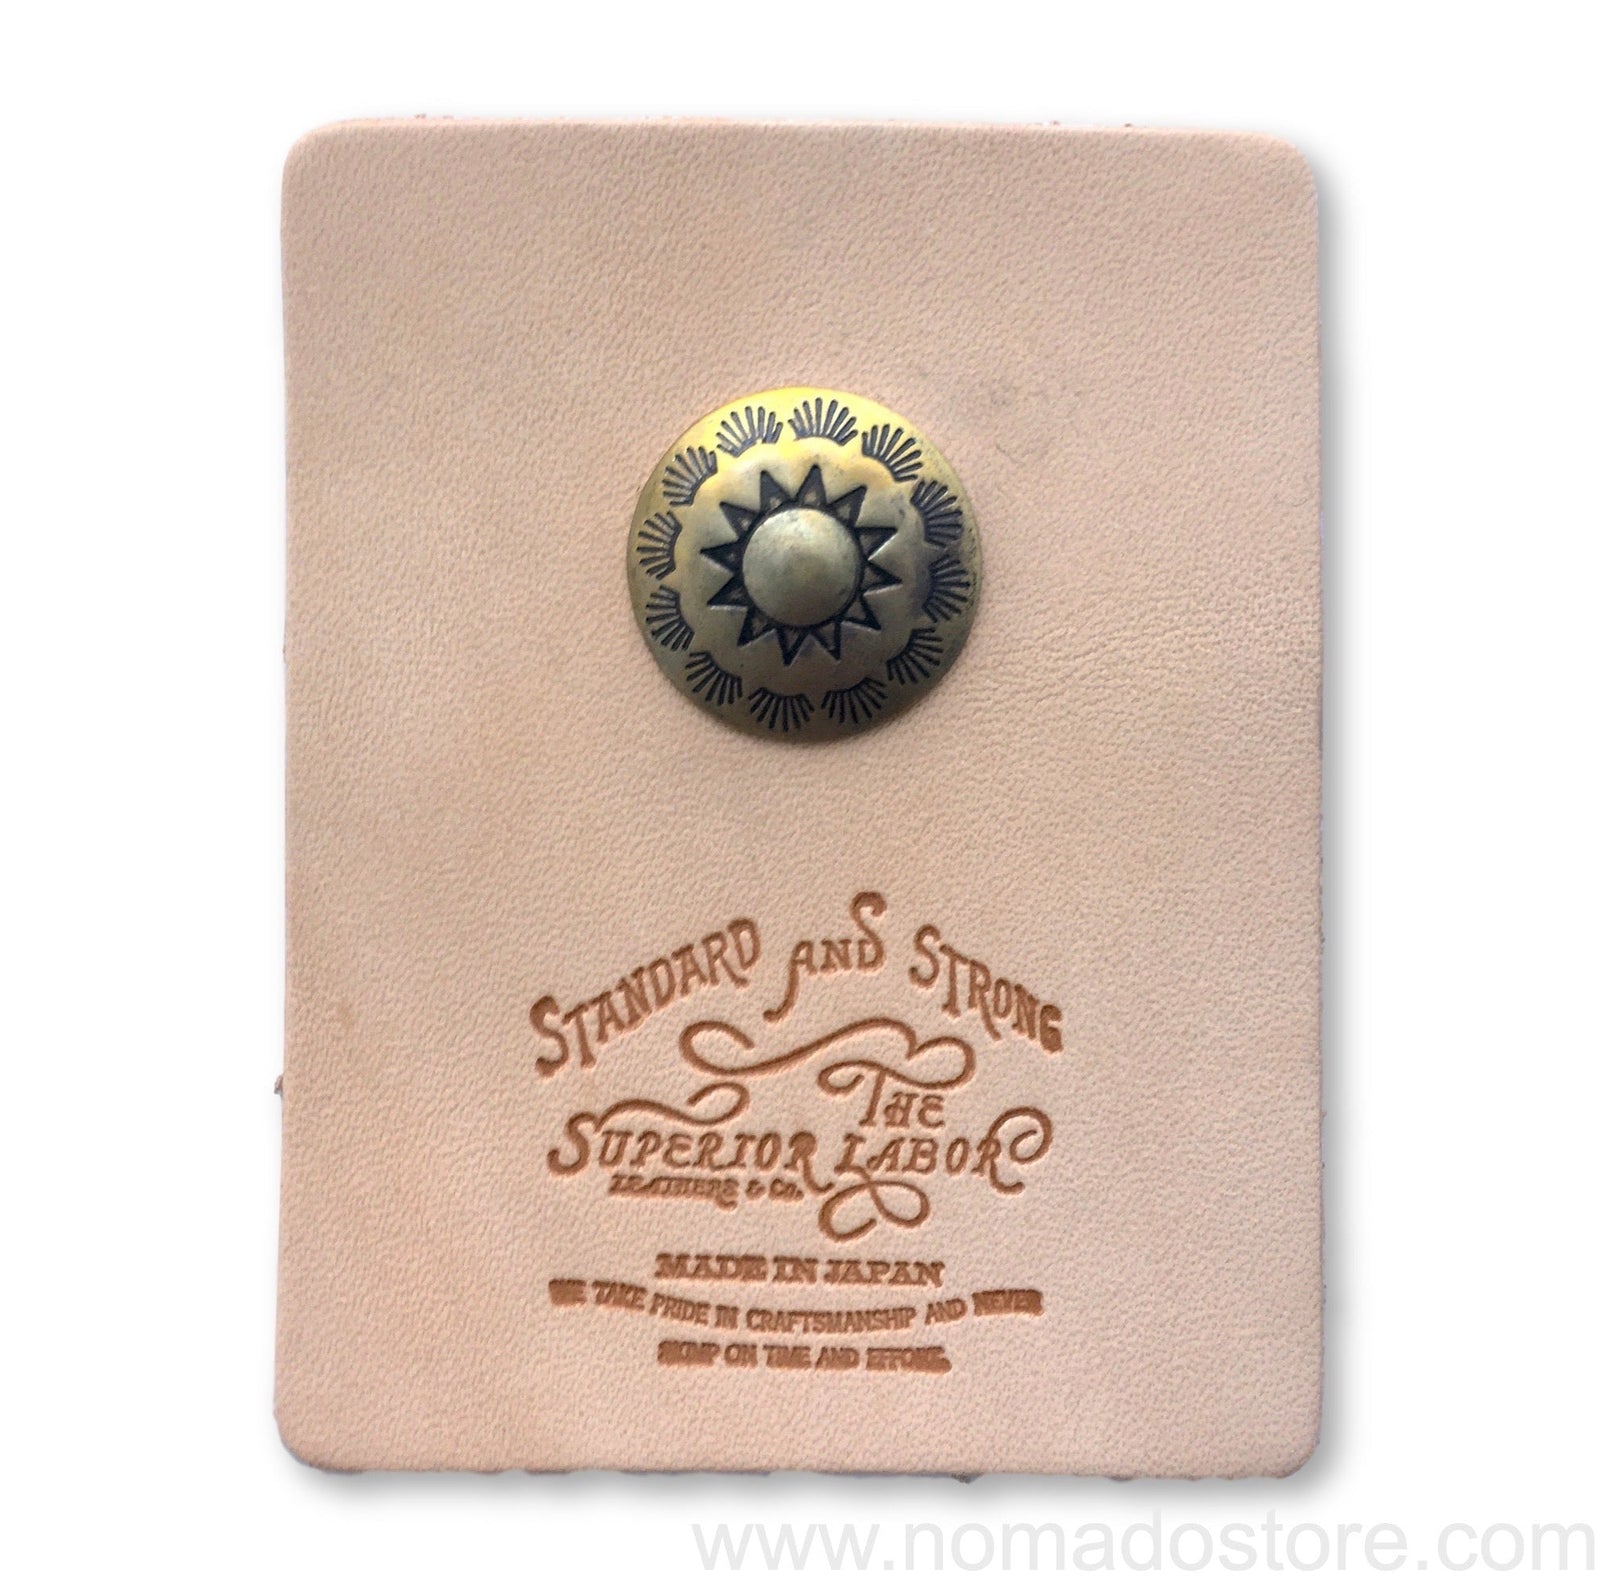 STANDARD AND STRONG
THE
SUPERIOR LABOR
LEATHERS & Co.
MADE IN JAPAN
WE TAKE PRIDE IN CRAFTSMANSHIP AND NEVER
SKIMP ON TIME AND EFFORT.
www.nomadostore.com